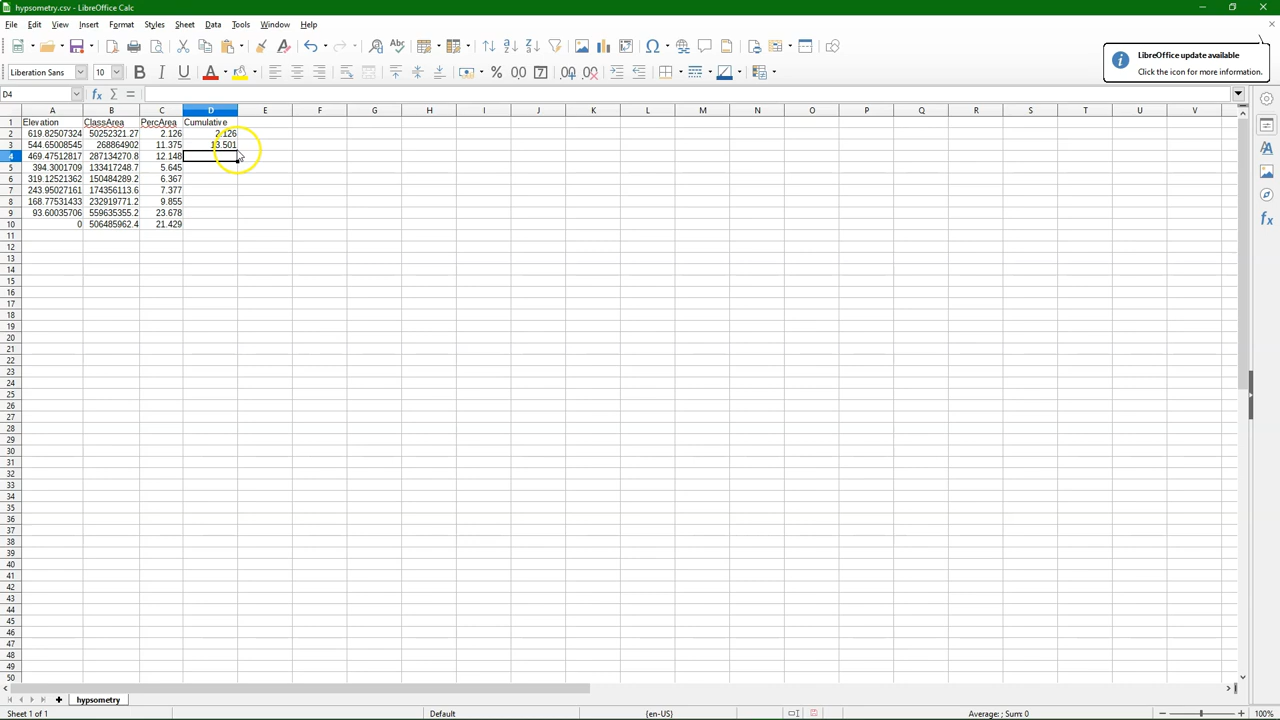 hypsometry.csv - LibreOffice Calc
File Edit View Insert Format Styles Sheet Data Tools Window Help
LibreOffice update available
Click the icon for more information.
Liberation Sans 10
D4
A B C D E F G H I J K L M N O P Q R S T U V
1 Elevation ClassArea PercArea Cumulative
2 619.82507324 50252321.27 2.126 2.126
3 544.65008545 268864902 11.375 13.501
4 469.47512817 287134270.8 12.148
5 394.3001709 133417248.7 5.645
6 319.12521362 150484289.2 6.367
7 243.95027161 174356113.6 7.377
8 168.77531433 232919771.2 9.855
9 93.60035706 559635355.2 23.678
10 0 506485962.4 21.429
11
12
13
14
15
16
17
18
19
20
21
22
23
24
25
26
27
28
29
30
31
32
33
34
35
36
37
38
39
40
41
42
43
44
45
46
47
48
49
50
hypsometry
Sheet 1 of 1 Default {en-US} Average: ; Sum: 0 100%